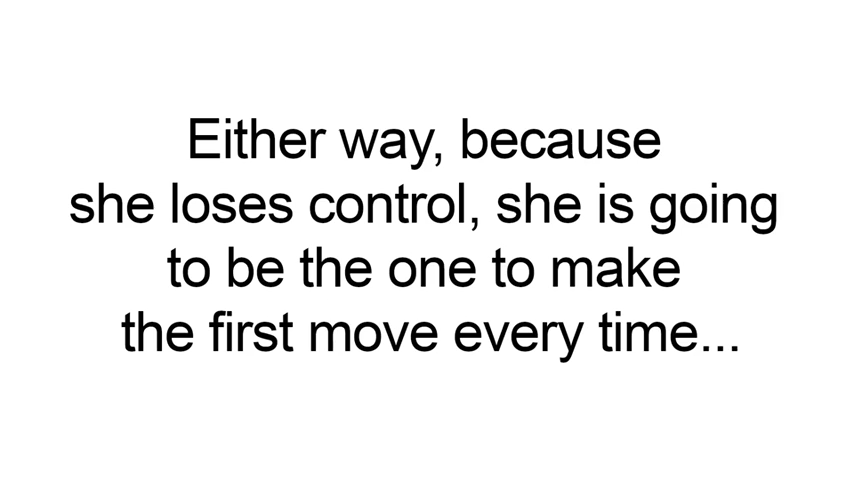 Either way, because
she loses control, she is going
to be the one to make
the first move every time...